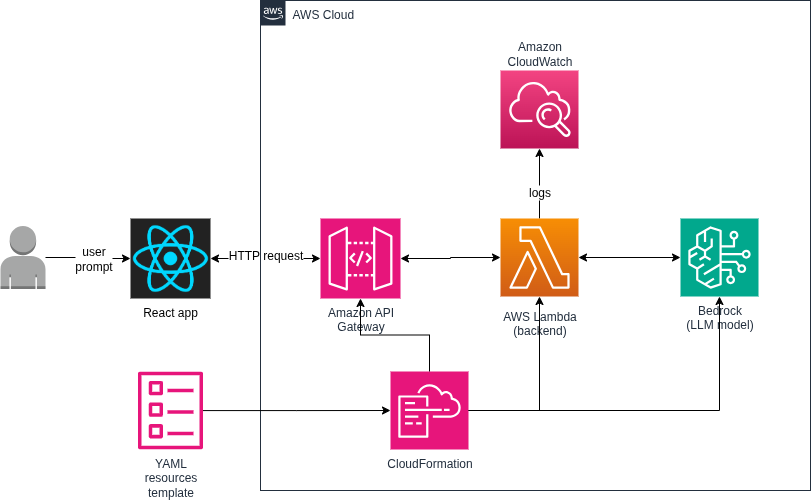 aws
AWS Cloud
Amazon
CloudWatch
logs
user
prompt
HTTP request
React app
Amazon API
Gateway
AWS Lambda
(backend)
Bedrock
(LLM model)
CloudFormation
YAML
resources
template